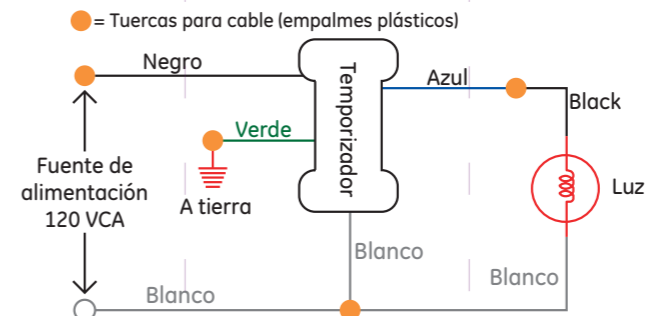 = Tuercas para cable (empalmes plásticos)
Negro
Temporizador
Azul
Black
Verde
A tierra
Fuente de
alimentación
120 VCA
Luz
Blanco
Blanco
Blanco